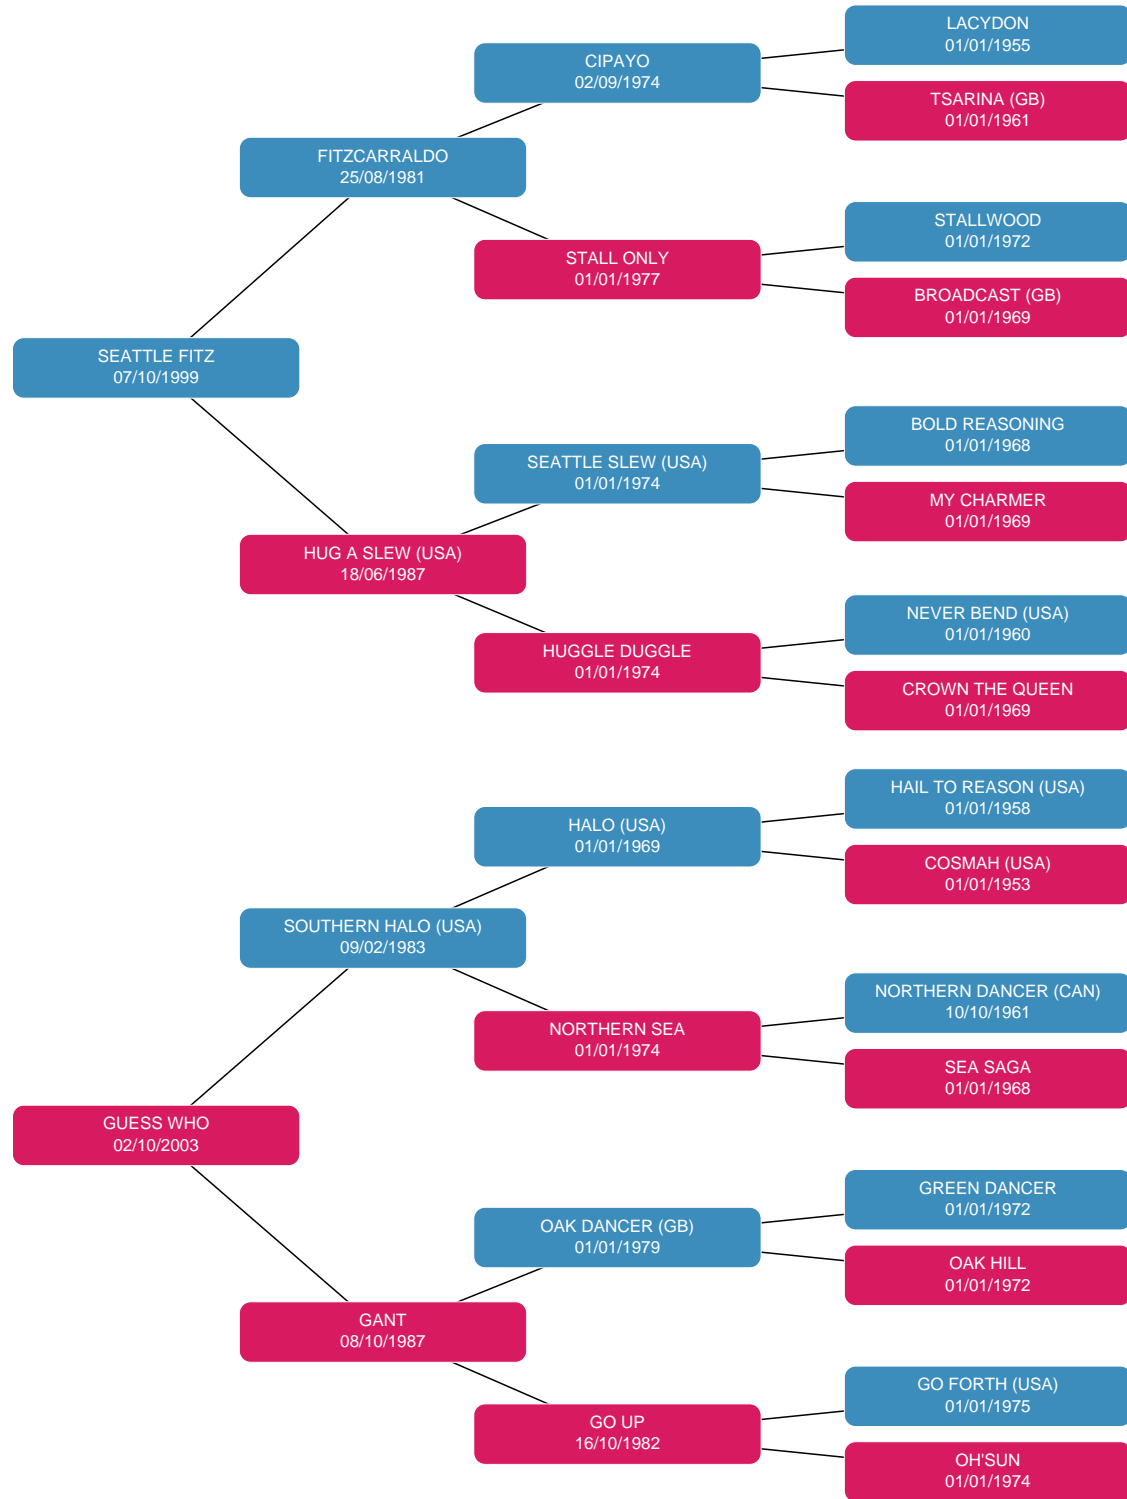 LACYDON
01/01/1955
CIPAYO
02/09/1974
TSARINA (GB)
01/01/1961
FITZCARRALDO
25/08/1981
STALLWOOD
01/01/1972
STALL ONLY
01/01/1977
BROADCAST (GB)
01/01/1969
SEATTLE FITZ
07/10/1999
BOLD REASONING
01/01/1968
SEATTLE SLEW (USA)
01/01/1974
MY CHARMER
01/01/1969
HUG A SLEW (USA)
18/06/1987
NEVER BEND (USA)
01/01/1960
HUGGLE DUGGLE
01/01/1974
CROWN THE QUEEN
01/01/1969
HAIL TO REASON (USA)
01/01/1958
HALO (USA)
01/01/1969
COSMAH (USA)
01/01/1953
SOUTHERN HALO (USA)
09/02/1983
NORTHERN DANCER (CAN)
10/10/1961
NORTHERN SEA
01/01/1974
SEA SAGA
01/01/1968
GUESS WHO
02/10/2003
GREEN DANCER
01/01/1972
OAK DANCER (GB)
01/01/1979
OAK HILL
01/01/1972
GANT
08/10/1987
GO FORTH (USA)
01/01/1975
GO UP
16/10/1982
OH'SUN
01/01/1974